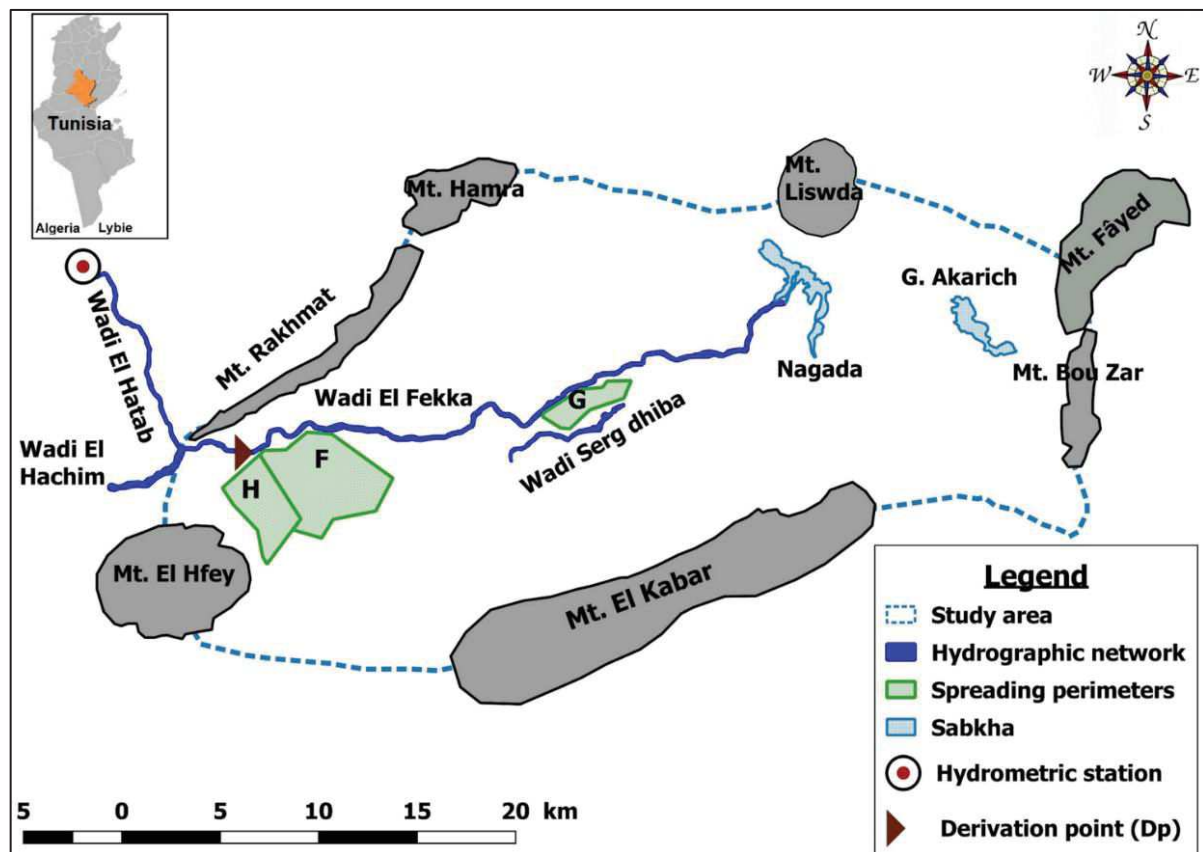 Tunisia
Algeria Lybie
N
W E
S
Mt. Hamra
Mt.
Liswda
Mt. Fâyed
Wadi El Hatab
Mt. Rakhmat
G. Akarich
Nagada
Mt. Bou Zar
Wadi El Fekka
G
Wadi Serg dhiba
Wadi El
Hachim
F
H
Mt. El Hfey
Mt. El Kabar
Legend
Study area
Hydrographic network
Spreading perimeters
Sabkha
Hydrometric station
Derivation point (Dp)
5 0 5 10 15 20 km